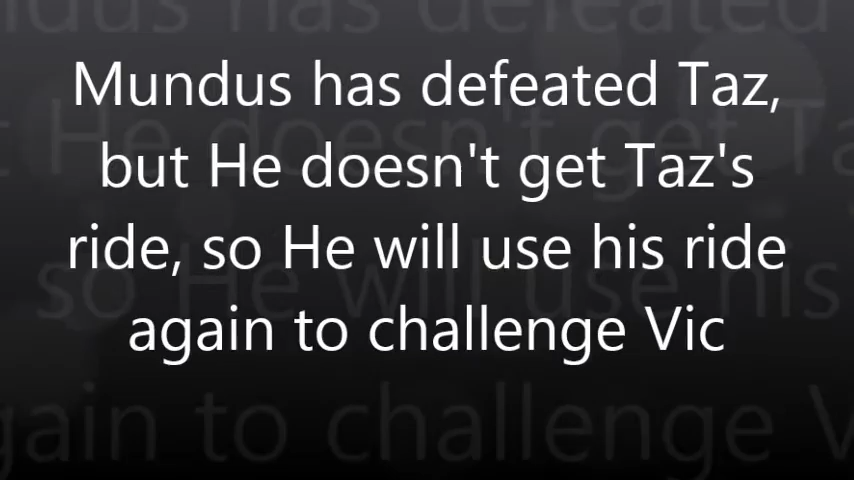 Mundus has defeated Taz,
but He doesn't get Taz's
ride, so He will use his ride
again to challenge Vic